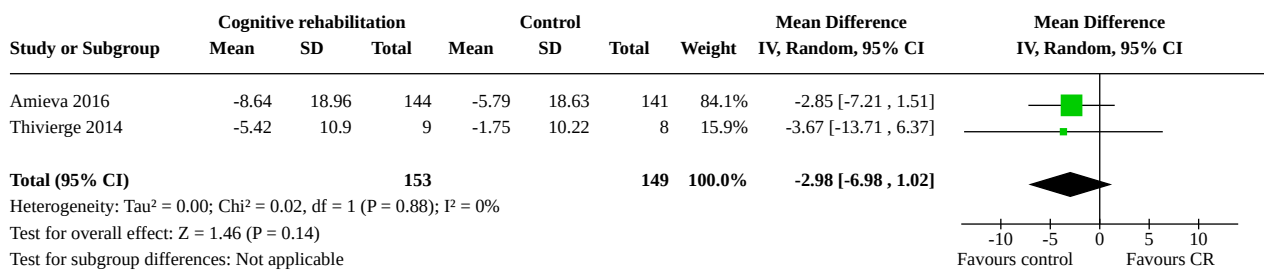 Cognitive rehabilitation Control Mean Difference Mean Difference
Study or Subgroup Mean SD Total Mean SD Total Weight IV, Random, 95% CI IV, Random, 95% CI
Amieva 2016 -8.64 18.96 144 -5.79 18.63 141 84.1% -2.85 [-7.21 , 1.51]
Thivierge 2014 -5.42 10.9 9 -1.75 10.22 8 15.9% -3.67 [-13.71 , 6.37]
Total (95% CI) 153 149 100.0% -2.98 [-6.98 , 1.02]
Heterogeneity: Tau² = 0.00; Chi² = 0.02, df = 1 (P = 0.88); I² = 0%
Test for overall effect: Z = 1.46 (P = 0.14) -10 -5 0 5 10
Test for subgroup differences: Not applicable Favours control Favours CR